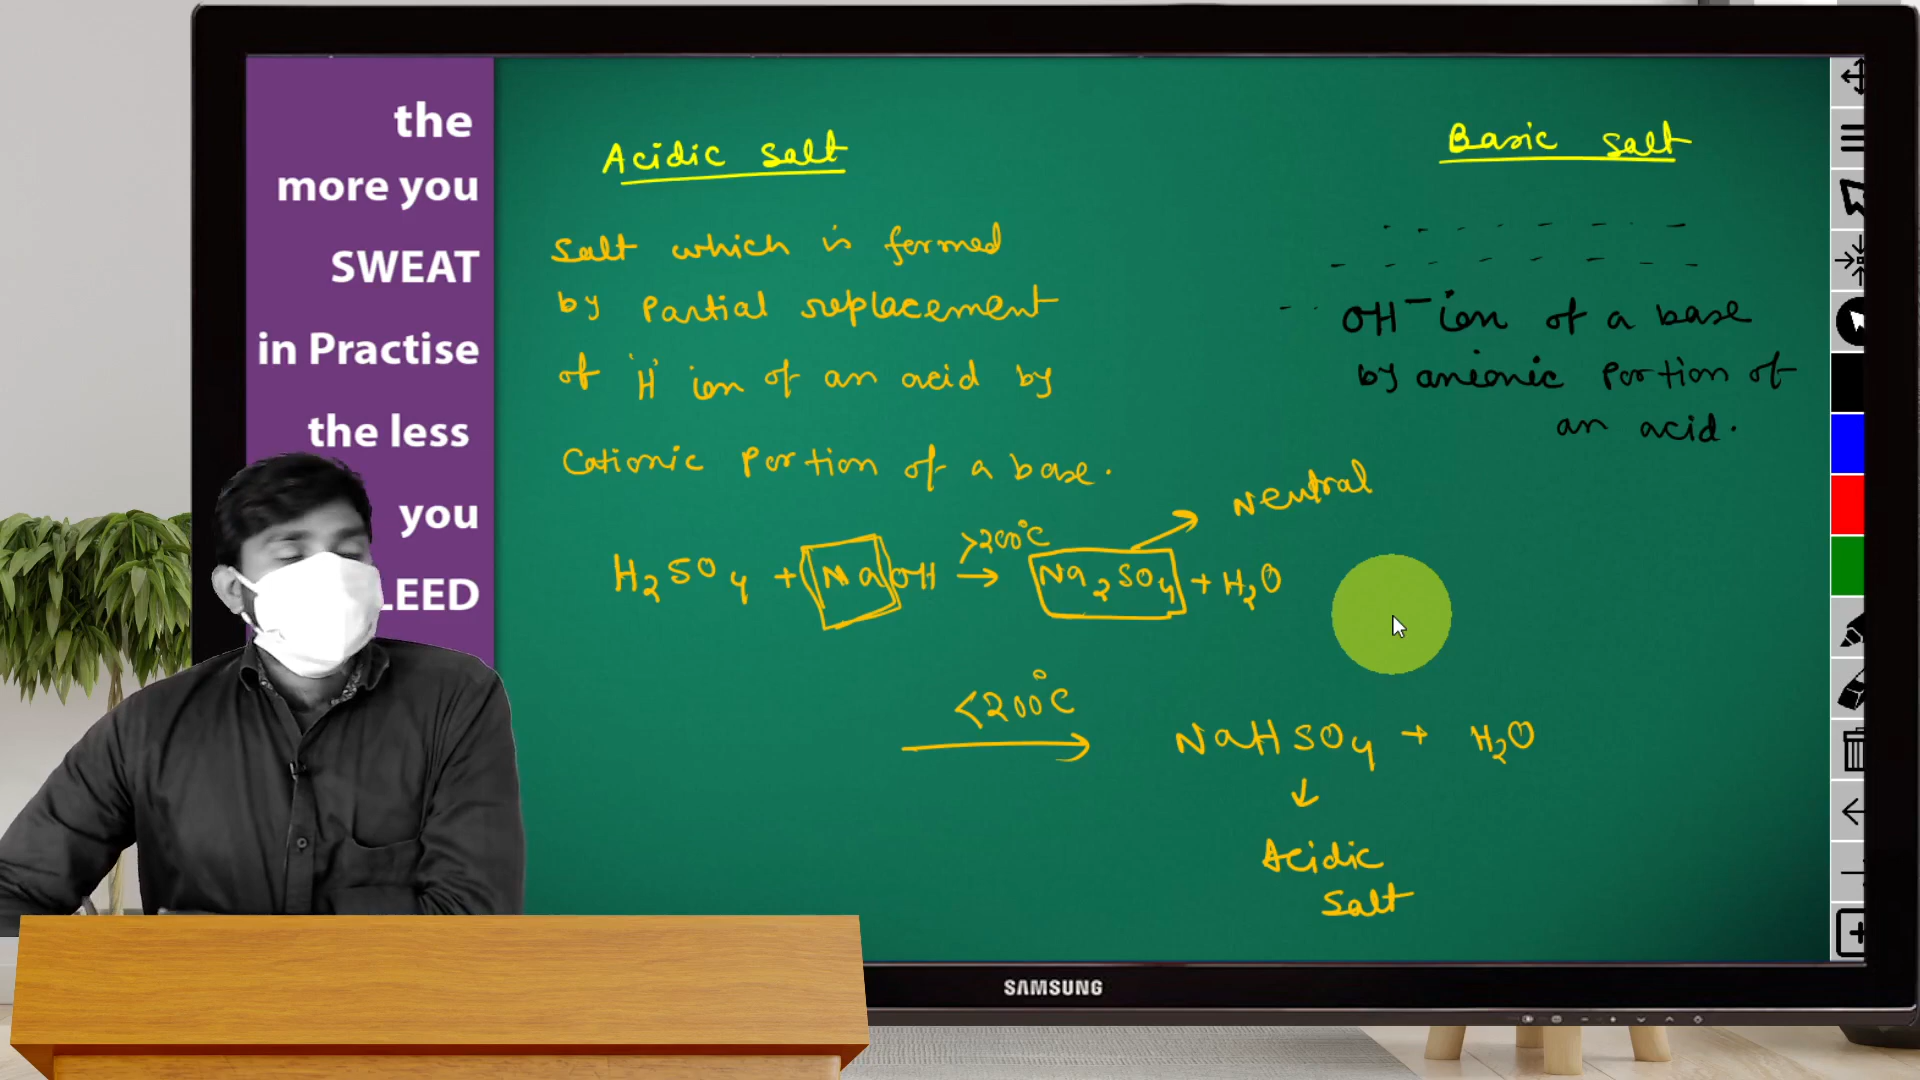 the
more you
SWEAT
in Practise
the less
you
LEED
Acidic Salt
Salt which is formed
by Partial replacement
of 'H' ion of an acid by
Cationic Portion of a base.
H₂SO₄ + NaOH → Na₂SO₄ + H₂O
>200°C
Neutral
<200°C
NaHSO₄ + H₂O
↓
Acidic
Salt
Basic Salt
OH⁻ ion of a base
by anionic Portion of
an acid.
SAMSUNG